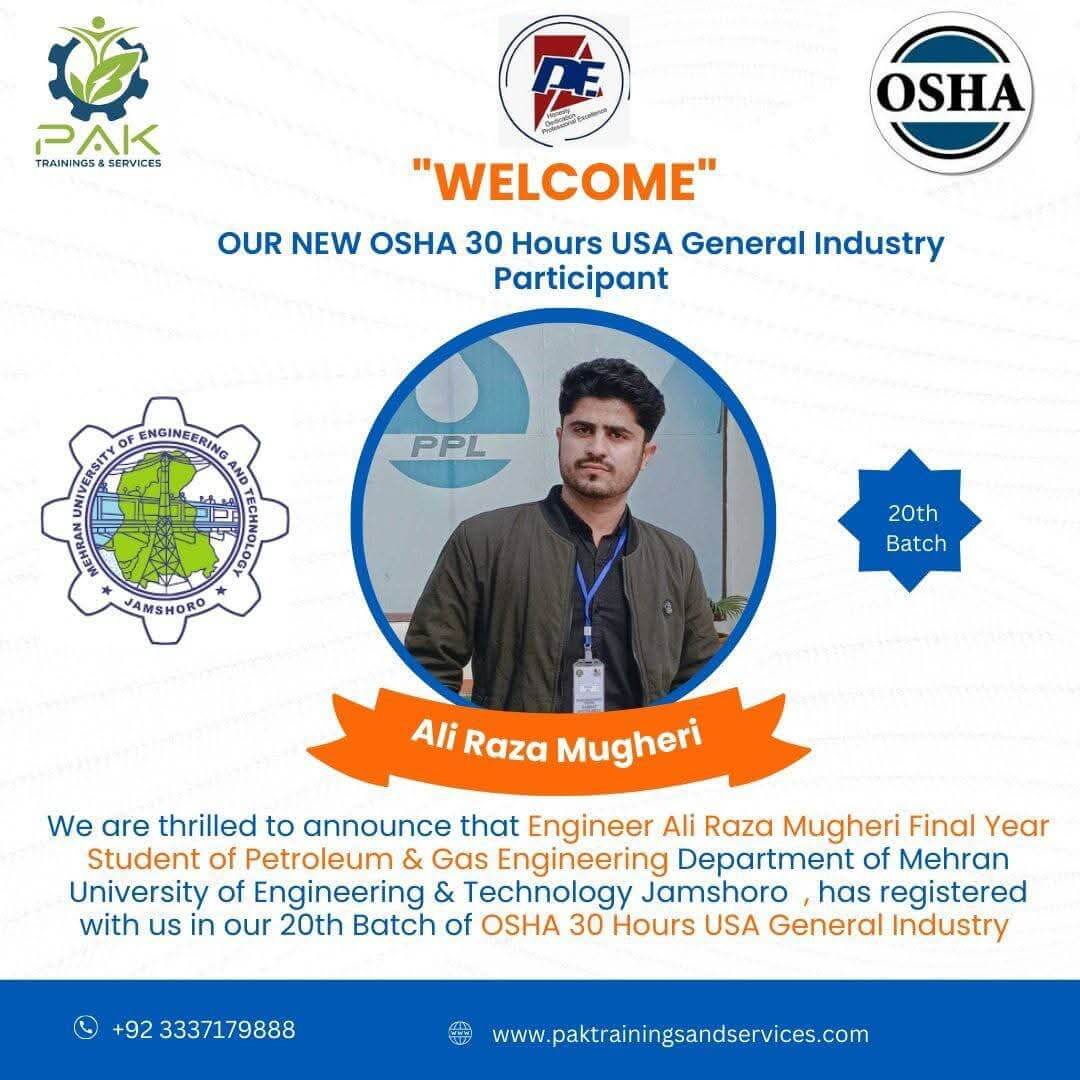 PAK
TRAININGS & SERVICES
DE
Honesty
Dedication
Professional Excellence
OSHA
"WELCOME"
OUR NEW OSHA 30 Hours USA General Industry
Participant
PPL
MEHRAN UNIVERSITY OF ENGINEERING AND TECHNOLOGY
JAMSHORO
20th
Batch
Ali Raza Mugheri
We are thrilled to announce that Engineer Ali Raza Mugheri Final Year
Student of Petroleum & Gas Engineering Department of Mehran
University of Engineering & Technology Jamshoro , has registered
with us in our 20th Batch of OSHA 30 Hours USA General Industry
+92 3337179888
www.paktrainingsandservices.com